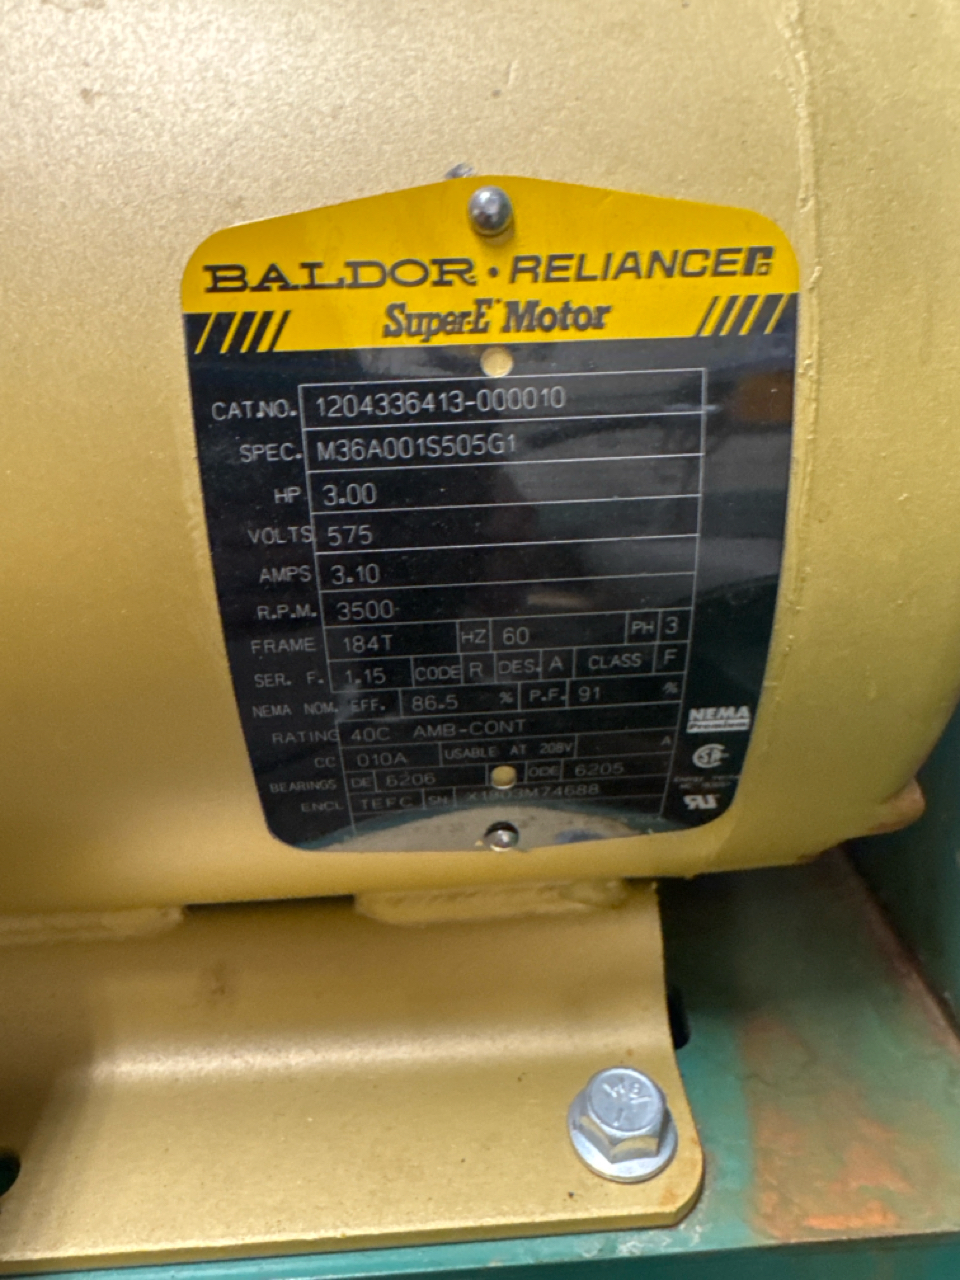 BALDOR • RELIANCE
Super-E Motor
CAT.NO. 1204336413-000010
SPEC. M36A001S505G1
HP 3.00
VOLTS 575
AMPS 3.10
R.P.M. 3500
FRAME 184T HZ 60 PH 3
SER. F. 1.15 CODE R DES. A CLASS F
NEMA NOM. EFF. 86.5 % P.F. 91 %
RATING 40C AMB-CONT
NEMA
Premium
CC 010A USABLE AT 208V A
BEARINGS DE 6206 ODE 6205
ENCL TEFC SN